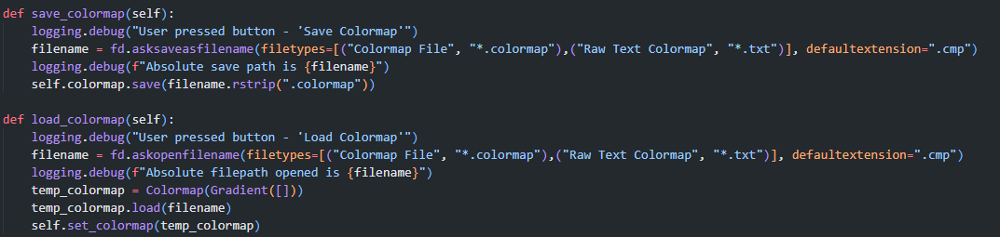 def save_colormap(self):
    logging.debug("User pressed button - 'Save Colormap'")
    filename = fd.asksaveasfilename(filetypes=[("Colormap File", "*.colormap"),("Raw Text Colormap", "*.txt")], defaultextension=".cmp")
    logging.debug(f"Absolute save path is {filename}")
    self.colormap.save(filename.rstrip(".colormap"))

def load_colormap(self):
    logging.debug("User pressed button - 'Load Colormap'")
    filename = fd.askopenfilename(filetypes=[("Colormap File", "*.colormap"),("Raw Text Colormap", "*.txt")], defaultextension=".cmp")
    logging.debug(f"Absolute filepath opened is {filename}")
    temp_colormap = Colormap(Gradient([]))
    temp_colormap.load(filename)
    self.set_colormap(temp_colormap)